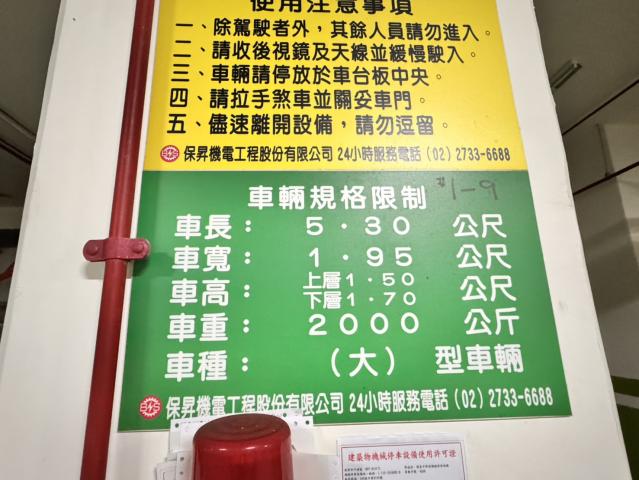 使用注意事項
一、除駕駛者外，其餘人員請勿進入。
二、請收後視鏡及天線並緩慢駛入。
三、車輛請停放於車台板中央。
四、請拉手煞車並關妥車門。
五、儘速離開設備，請勿逗留。
保昇機電工程股份有限公司 24小時服務電話 (02) 2733-6688
車輛規格限制 #1-9
車長： 5．30 公尺
車寬： 1．95 公尺
車高： 上層1．50 公尺
下層1．70
車重： 2000 公斤
車種： （大） 型車輛
保昇機電工程股份有限公司 24小時服務電話 (02) 2733-6688
建築物機械停車設備使用許可證